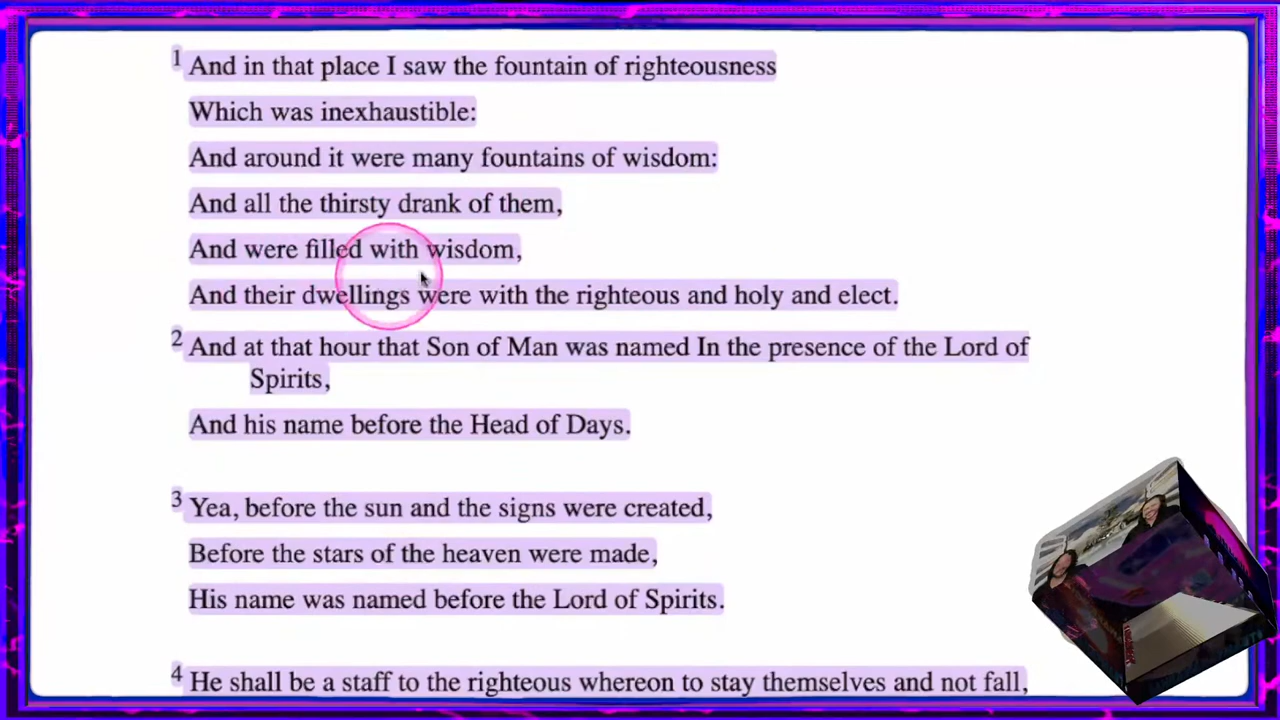 1 And in that place I saw the fountain of righteousness
Which was inexhaustible:
And around it were many fountains of wisdom:
And all the thirsty drank of them,
And were filled with wisdom,
And their dwellings were with the righteous and holy and elect.
2 And at that hour that Son of Man was named In the presence of the Lord of
Spirits,
And his name before the Head of Days.
3 Yea, before the sun and the signs were created,
Before the stars of the heaven were made,
His name was named before the Lord of Spirits.
4 He shall be a staff to the righteous whereon to stay themselves and not fall,